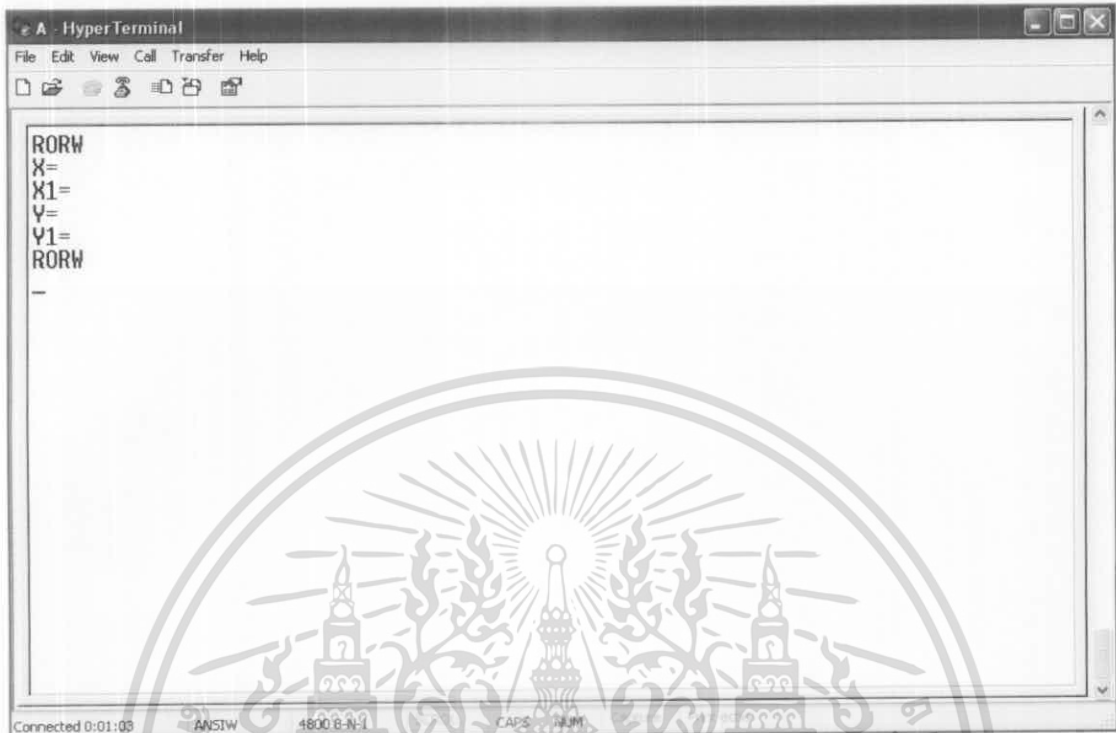 A - HyperTerminal
File Edit View Call Transfer Help
RORW
X=
X1=
Y=
Y1=
RORW
_
Connected 0:01:03 ANSIW 4800 8-N-1 CAPS NUM